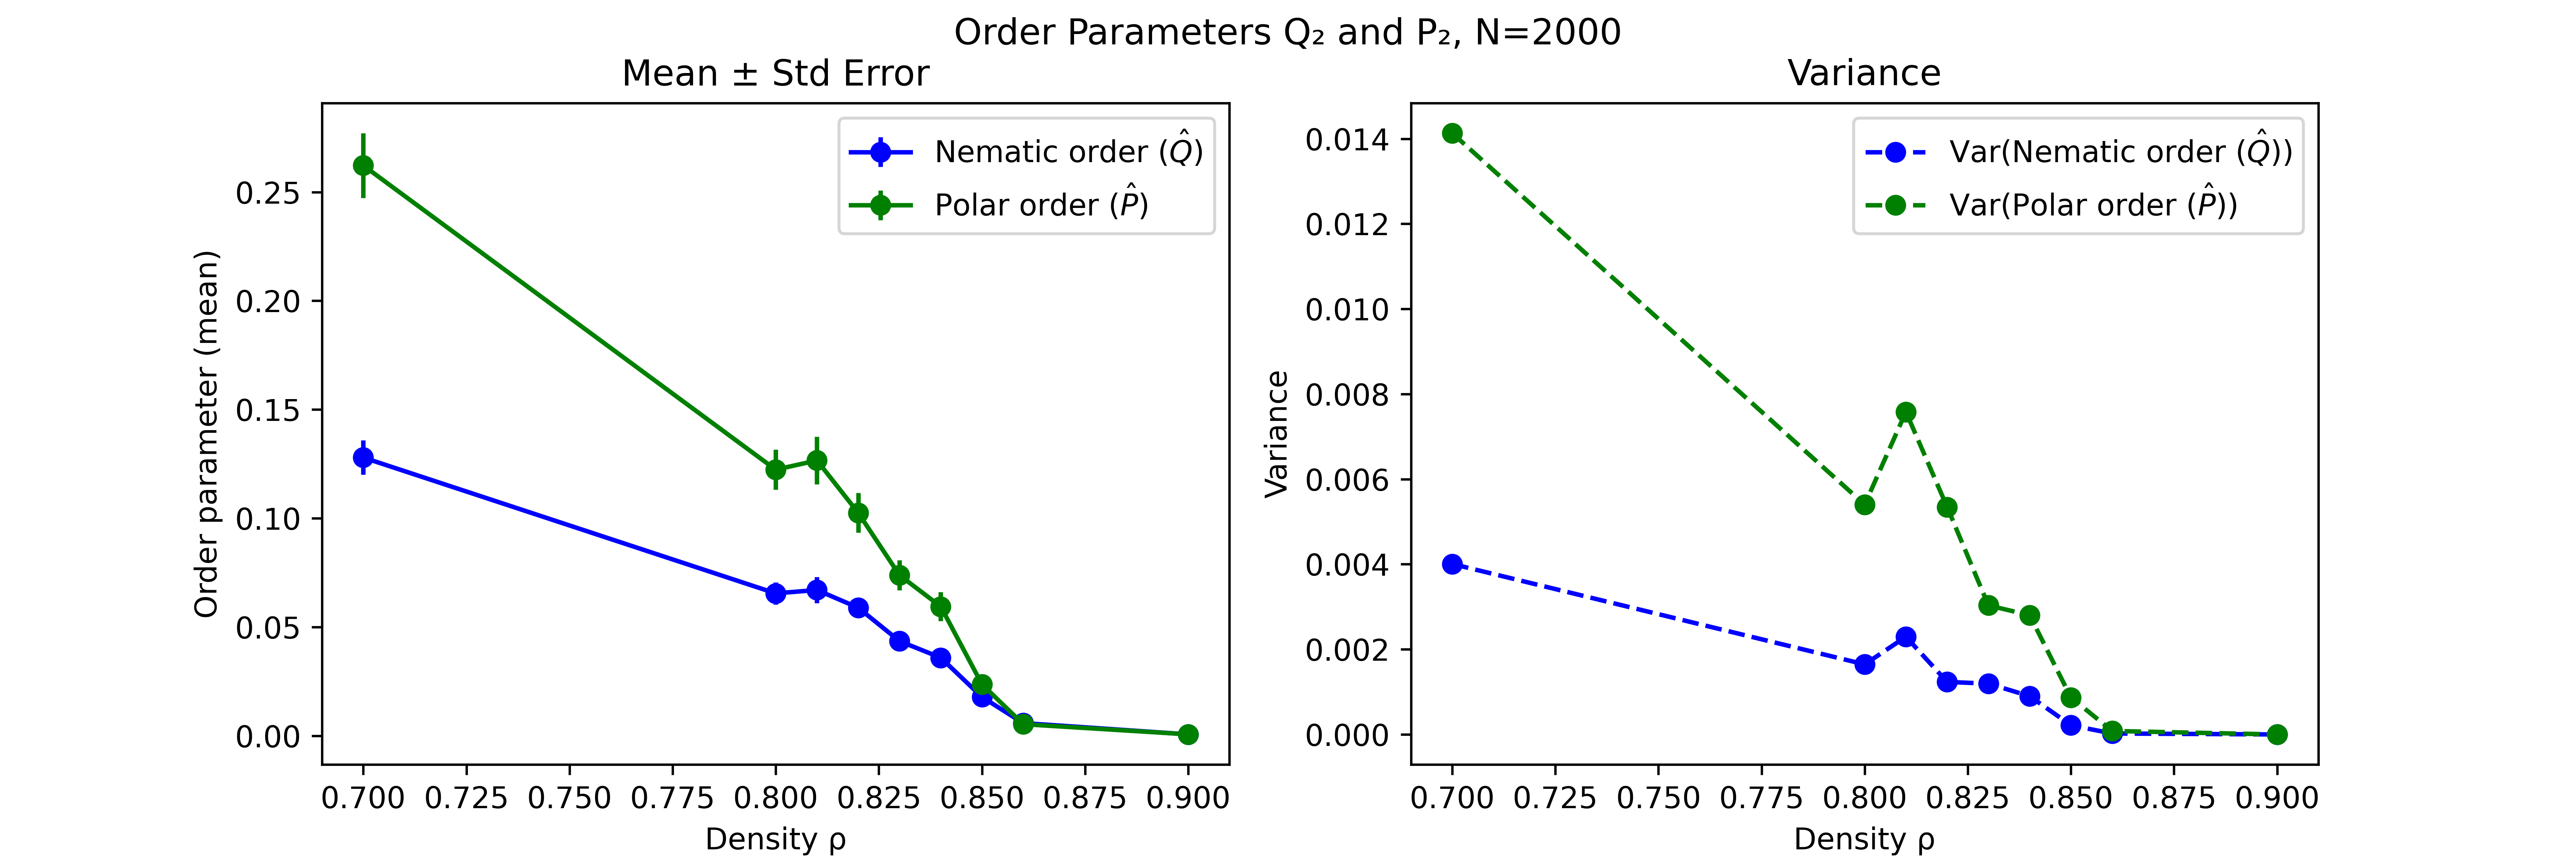 Order Parameters Q₂ and P₂, N=2000
Mean ± Std Error
Order parameter (mean)
0.25
0.20
0.15
0.10
0.05
0.00
Nematic order (Q̂)
Polar order (P̂)
0.700 0.725 0.750 0.775 0.800 0.825 0.850 0.875 0.900
Density ρ
Variance
Variance
0.014
0.012
0.010
0.008
0.006
0.004
0.002
0.000
Var(Nematic order (Q̂))
Var(Polar order (P̂))
0.700 0.725 0.750 0.775 0.800 0.825 0.850 0.875 0.900
Density ρ